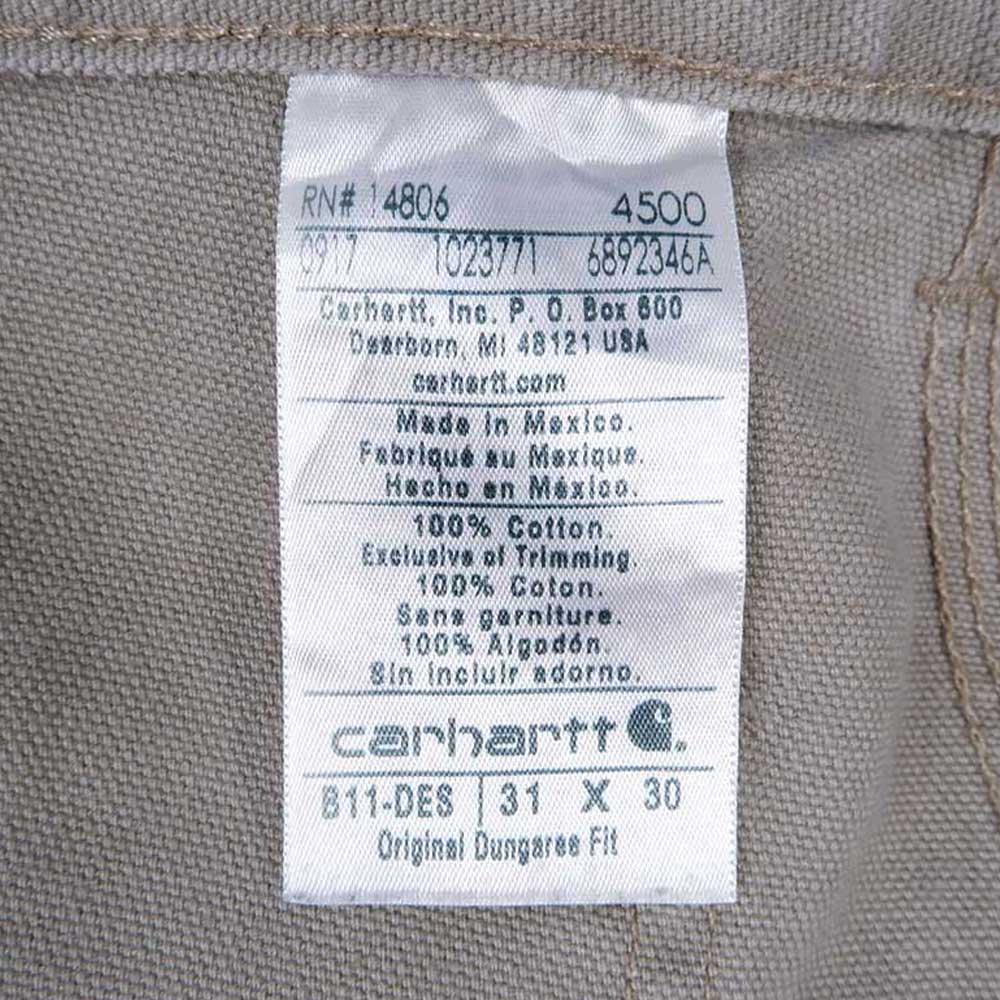 RN# 14806 4500
0917 1023771 6892346A
Carhartt, Inc. P. O. Box 600
Dearborn, MI 48121 USA
carhartt.com
Made in Mexico.
Fabriqué au Mexique.
Hecho en México.
100% Cotton.
Exclusive of Trimming.
100% Coton.
Sans garniture.
100% Algodón.
Sin incluir adorno.
carhartt
B11-DES | 31 X 30
Original Dungaree Fit